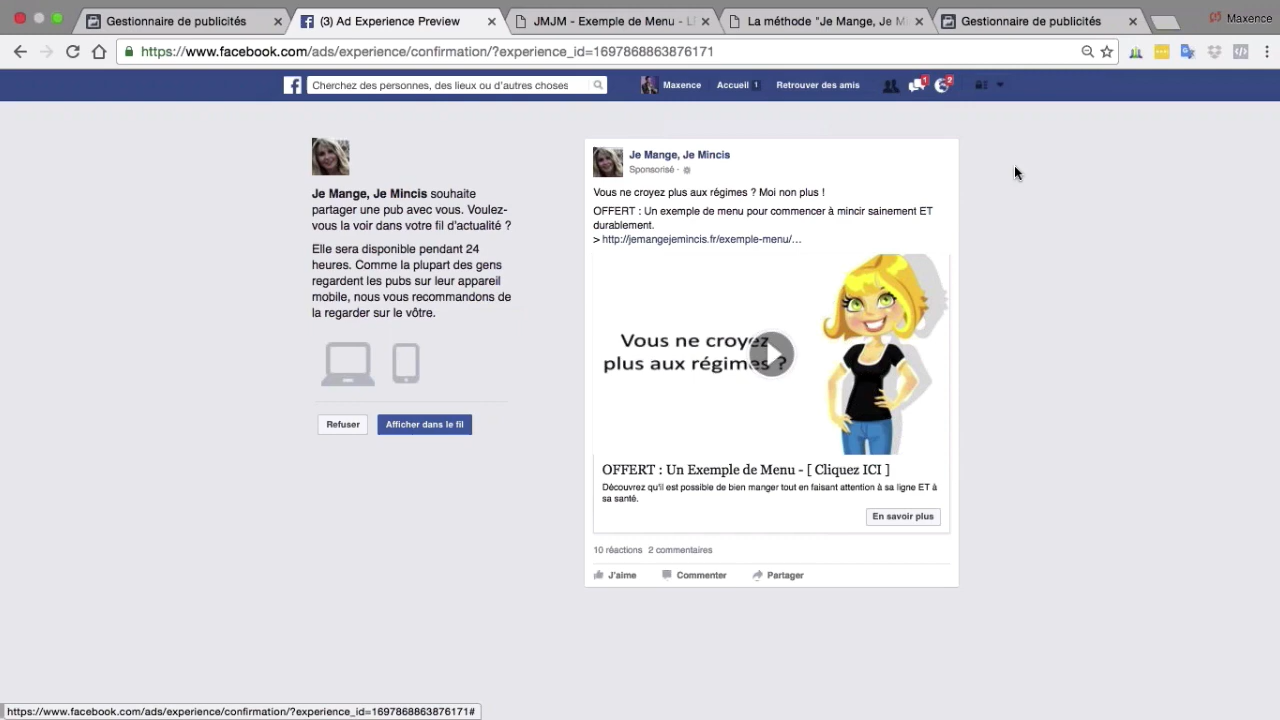 Gestionnaire de publicités
(3) Ad Experience Preview
JMJM - Exemple de Menu - LE
La méthode "Je Mange, Je Mi
Gestionnaire de publicités
Maxence
https://www.facebook.com/ads/experience/confirmation/?experience_id=1697868863876171
Cherchez des personnes, des lieux ou d'autres choses
Maxence
Accueil 1
Retrouver des amis
1
2
Je Mange, Je Mincis souhaite
partager une pub avec vous. Voulez-
vous la voir dans votre fil d'actualité ?
Elle sera disponible pendant 24
heures. Comme la plupart des gens
regardent les pubs sur leur appareil
mobile, nous vous recommandons de
la regarder sur le vôtre.
Refuser
Afficher dans le fil
Je Mange, Je Mincis
Sponsorisé ·
Vous ne croyez plus aux régimes ? Moi non plus !
OFFERT : Un exemple de menu pour commencer à mincir sainement ET
durablement.
> http://jemangejemincis.fr/exemple-menu/...
Vous ne croyez
plus aux régimes ?
OFFERT : Un Exemple de Menu - [ Cliquez ICI ]
Découvrez qu'il est possible de bien manger tout en faisant attention à sa ligne ET à
sa santé.
En savoir plus
10 réactions 2 commentaires
J'aime
Commenter
Partager
https://www.facebook.com/ads/experience/confirmation/?experience_id=1697868863876171#